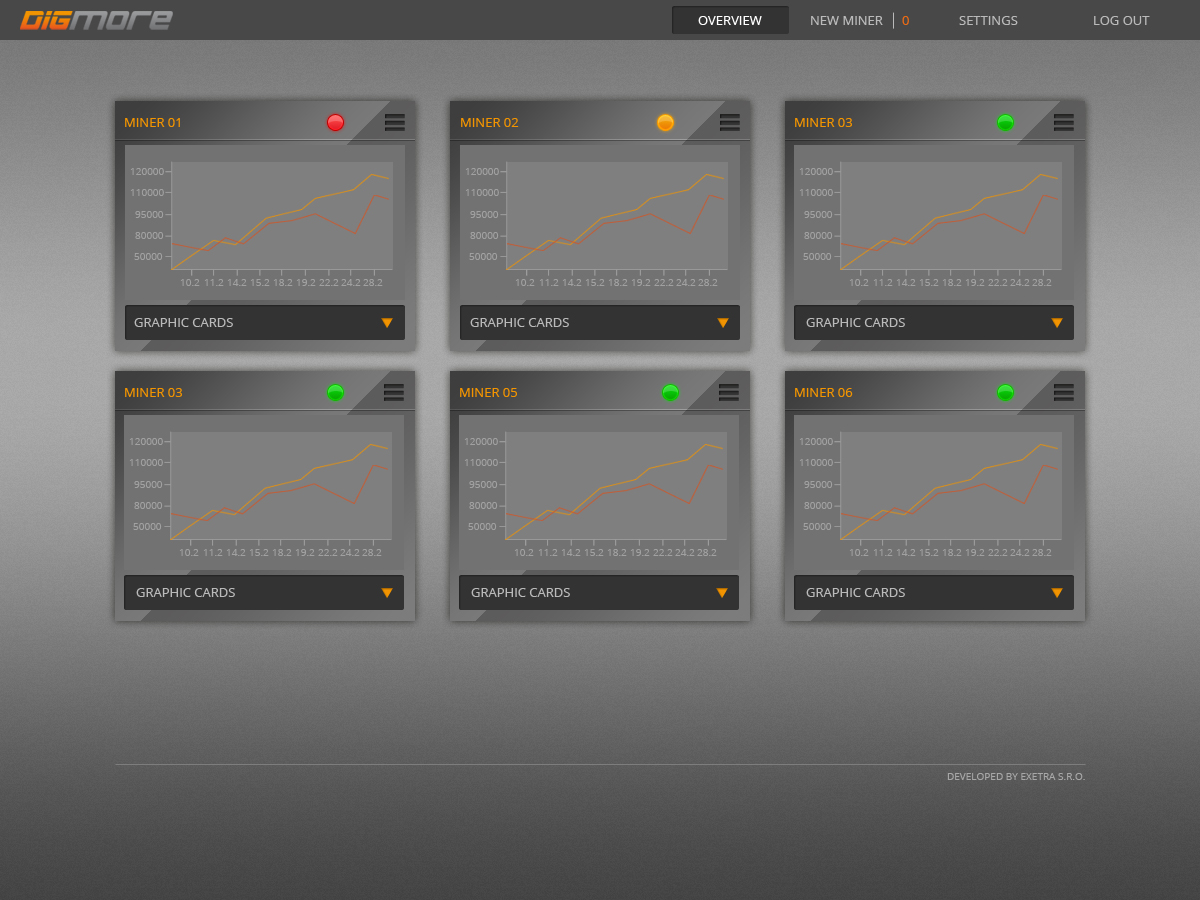 DIGMORE
OVERVIEW
NEW MINER | 0
SETTINGS
LOG OUT
MINER 01
120000
110000
95000
80000
50000
10.2 11.2 14.2 15.2 18.2 19.2 22.2 24.2 28.2
GRAPHIC CARDS
MINER 02
120000
110000
95000
80000
50000
10.2 11.2 14.2 15.2 18.2 19.2 22.2 24.2 28.2
GRAPHIC CARDS
MINER 03
120000
110000
95000
80000
50000
10.2 11.2 14.2 15.2 18.2 19.2 22.2 24.2 28.2
GRAPHIC CARDS
MINER 03
120000
110000
95000
80000
50000
10.2 11.2 14.2 15.2 18.2 19.2 22.2 24.2 28.2
GRAPHIC CARDS
MINER 05
120000
110000
95000
80000
50000
10.2 11.2 14.2 15.2 18.2 19.2 22.2 24.2 28.2
GRAPHIC CARDS
MINER 06
120000
110000
95000
80000
50000
10.2 11.2 14.2 15.2 18.2 19.2 22.2 24.2 28.2
GRAPHIC CARDS
DEVELOPED BY EXETRA S.R.O.